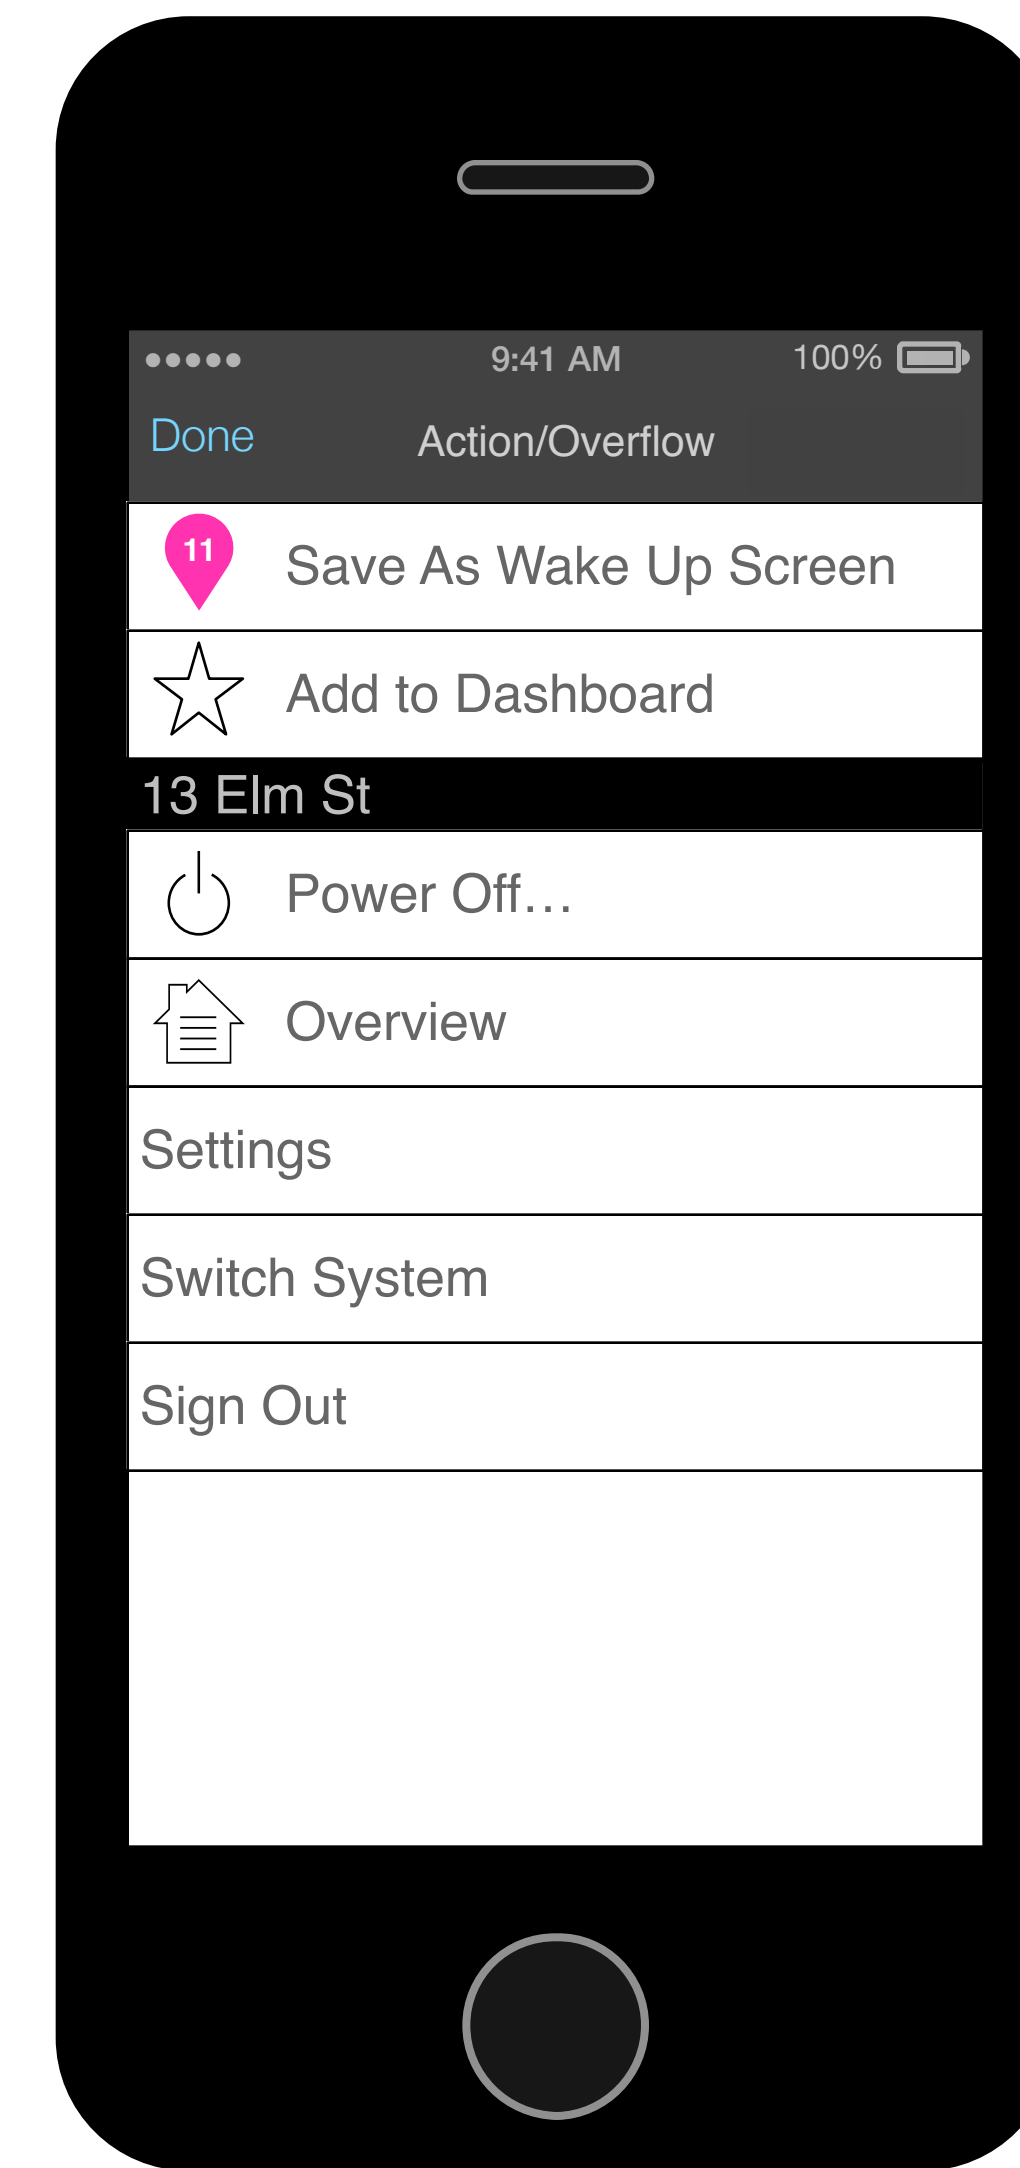 9:41 AM 100%
Done Action/Overflow
11 Save As Wake Up Screen
Add to Dashboard
13 Elm St
Power Off…
Overview
Settings
Switch System
Sign Out